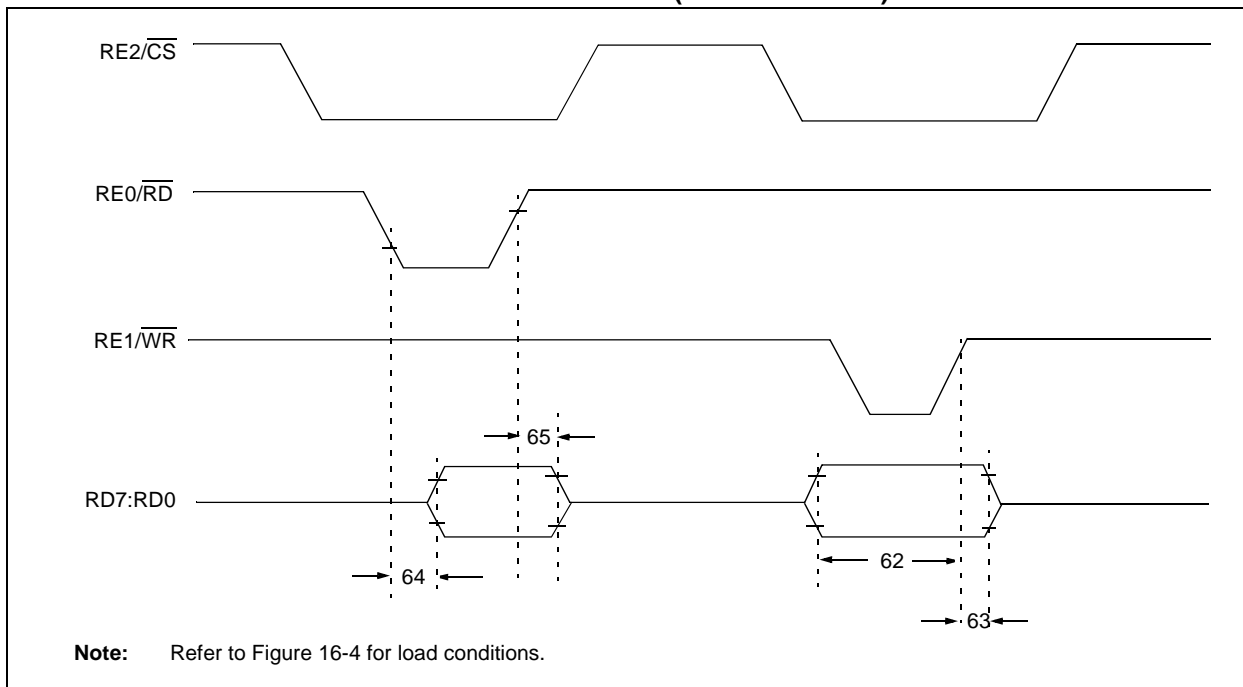 RE2/CS
RE0/RD
RE1/WR
65
RD7:RD0
62
64
63
Note: Refer to Figure 16-4 for load conditions.